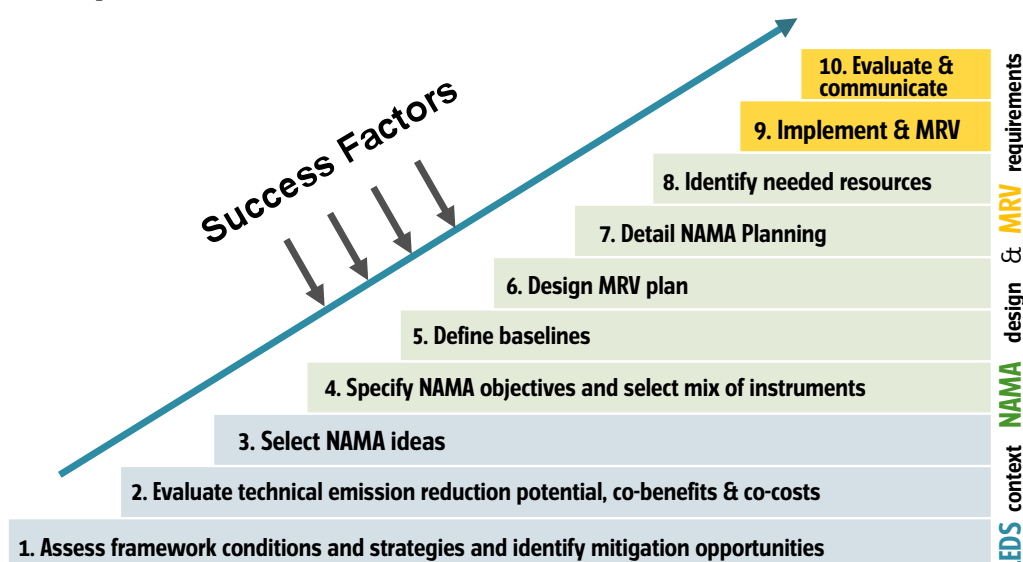 Success Factors
10. Evaluate &
communicate
9. Implement & MRV
8. Identify needed resources
7. Detail NAMA Planning
6. Design MRV plan
5. Define baselines
4. Specify NAMA objectives and select mix of instruments
3. Select NAMA ideas
2. Evaluate technical emission reduction potential, co-benefits & co-costs
1. Assess framework conditions and strategies and identify mitigation opportunities
LEDS context NAMA design & MRV requirements